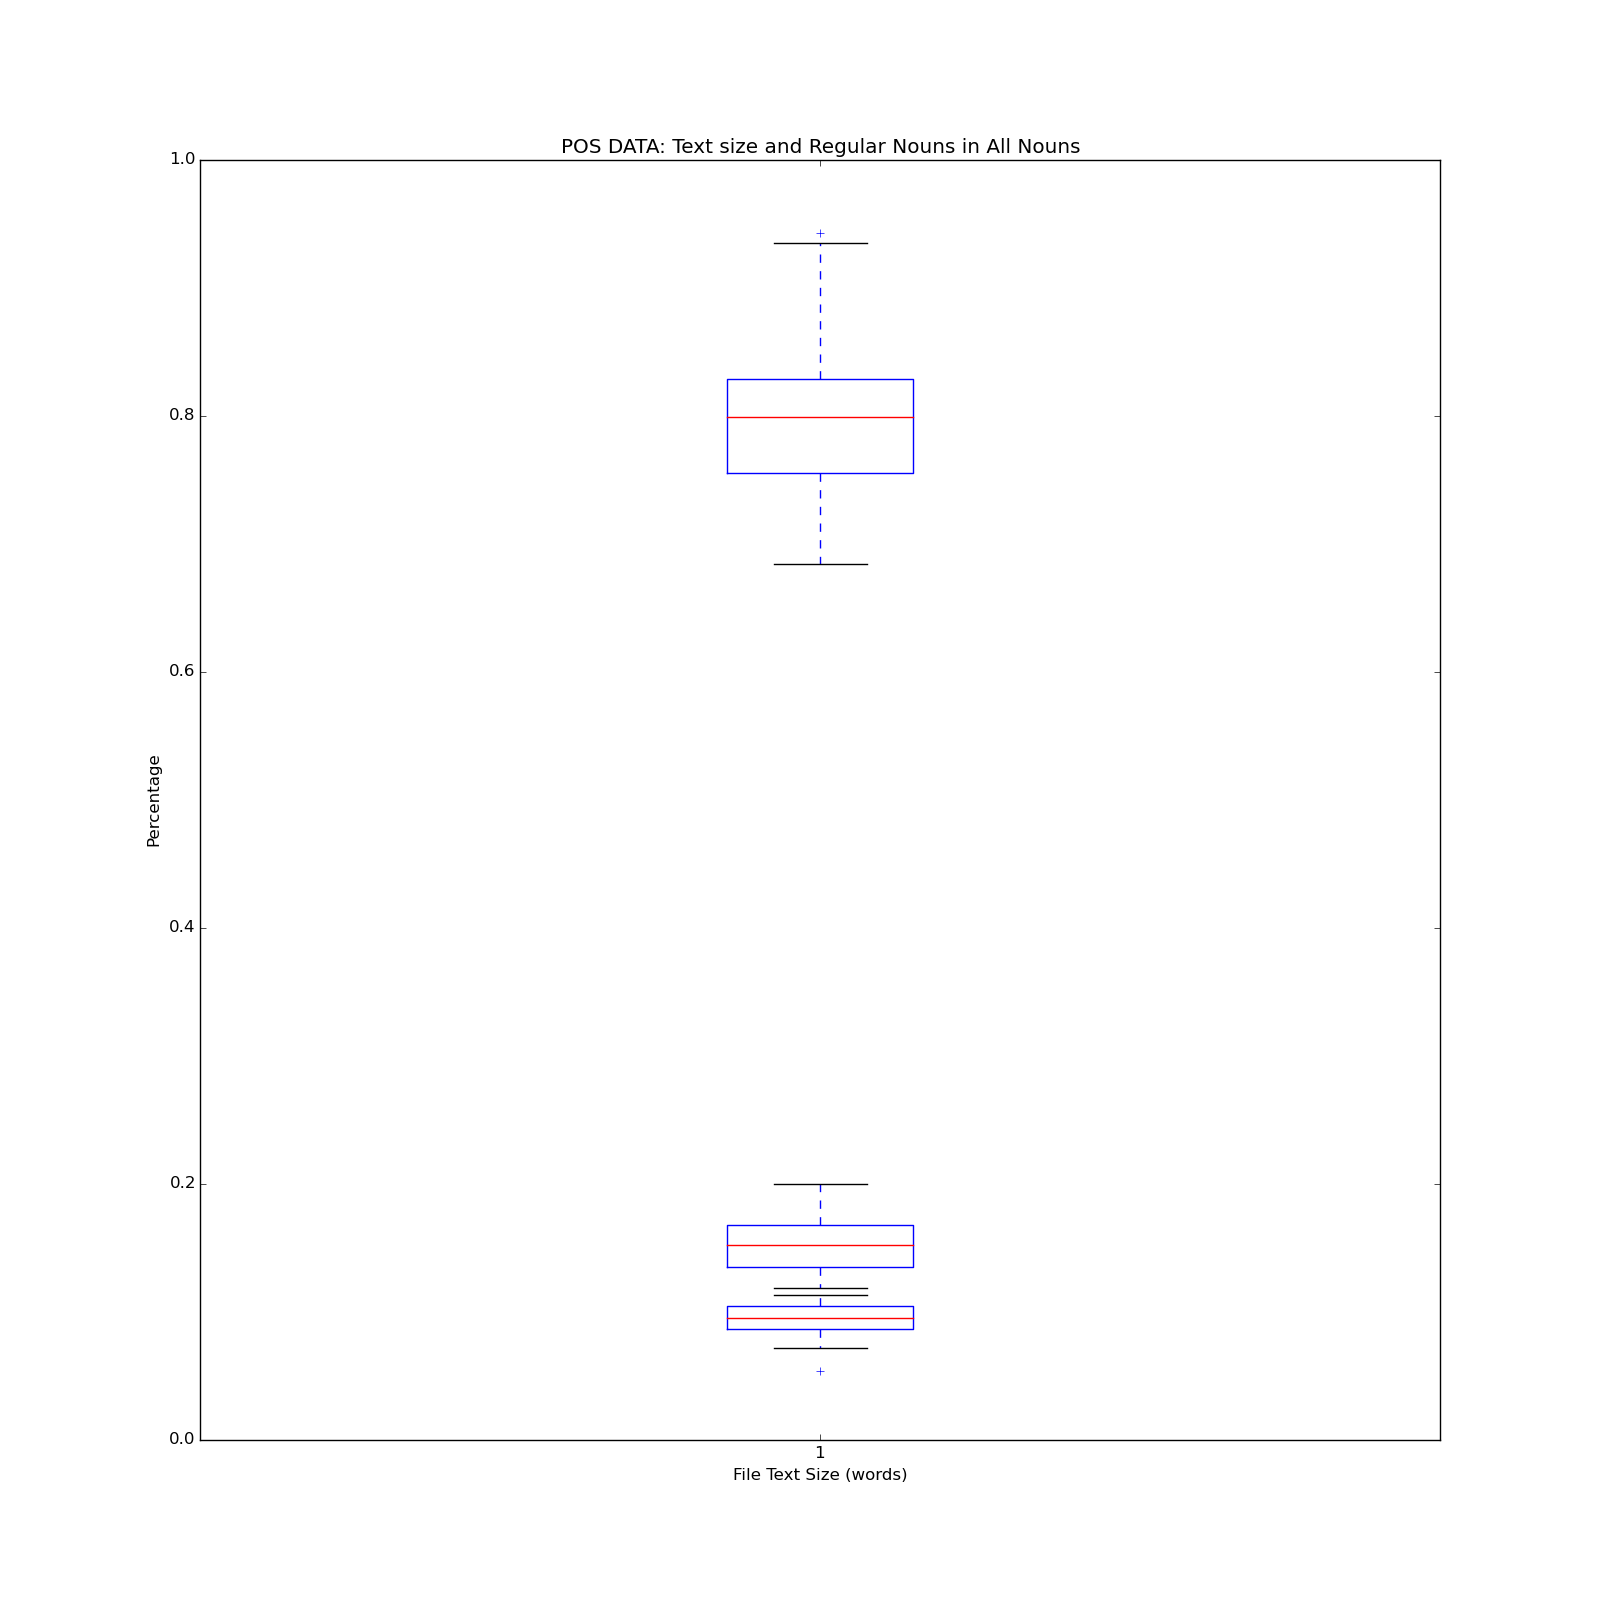 POS DATA: Text size and Regular Nouns in All Nouns
1.0
0.8
0.6
0.4
0.2
0.0
Percentage
1
File Text Size (words)